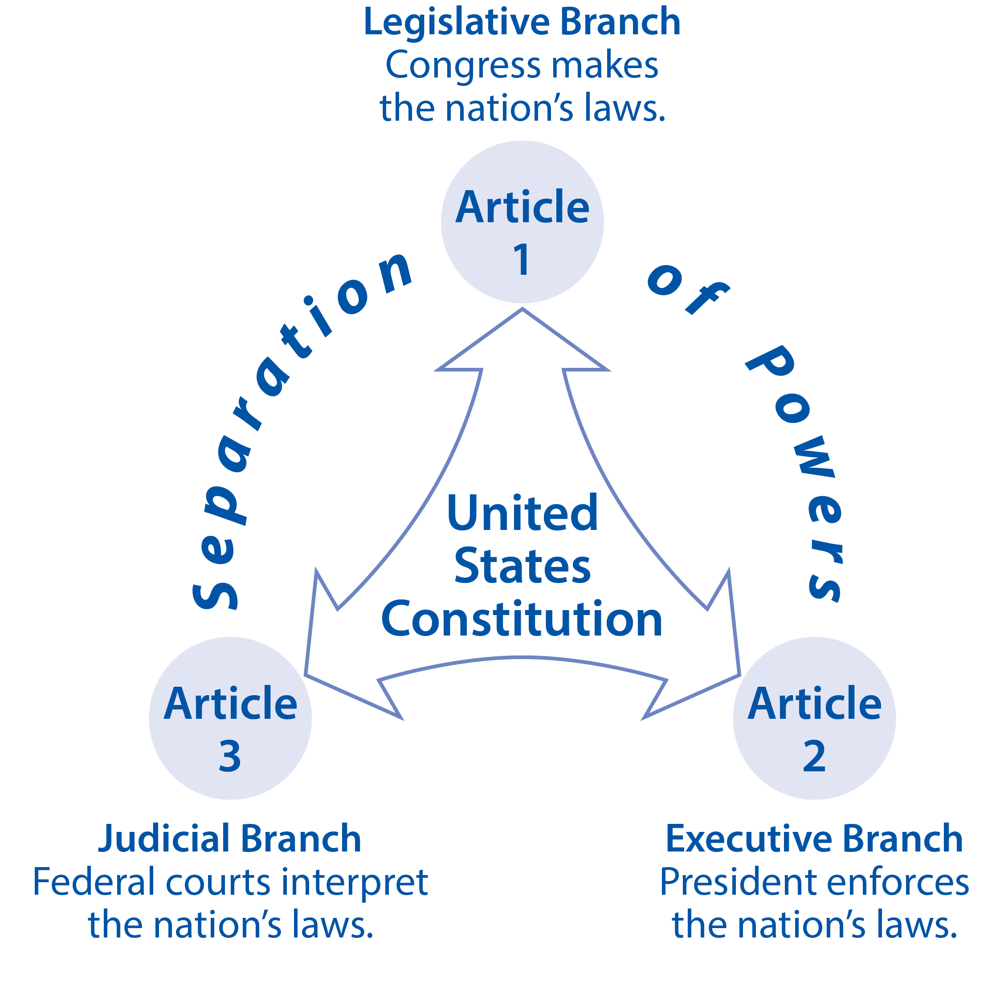 Legislative Branch
Congress makes
the nation’s laws.
Article
1
Separation of Powers
United
States
Constitution
Article
3
Article
2
Judicial Branch
Federal courts interpret
the nation’s laws.
Executive Branch
President enforces
the nation’s laws.